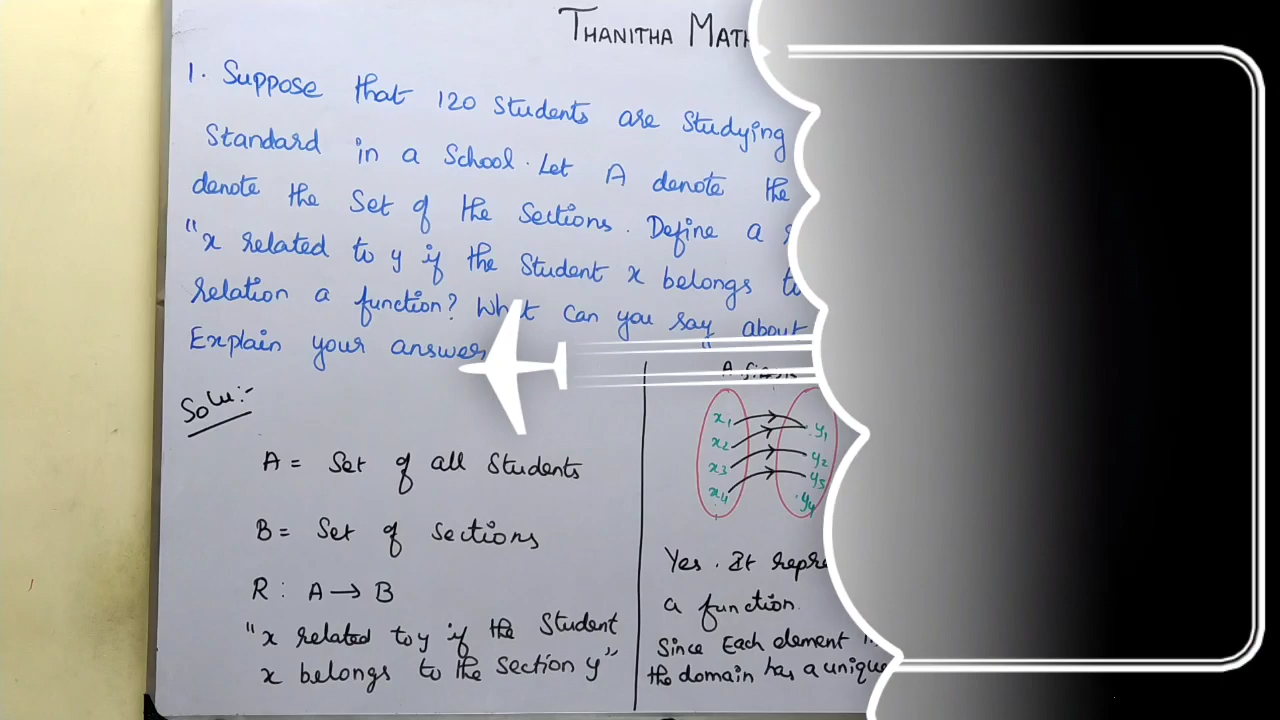 THANITHA MATH
1. Suppose that 120 students are studying
Standard in a School. Let A denote the
denote the Set of the Sections. Define a
"x related to y if the Student x belongs to
relation a function? What can you say about
Explain your answer
Solu:-
A = Set of all Students
B = Set of sections
R : A → B
"x related to y if the Student
x belongs to the section y"
x1
x2
x3
x4
y1
y2
y3
y4
Yes. It repre
a function.
Since Each element
the domain has a unique